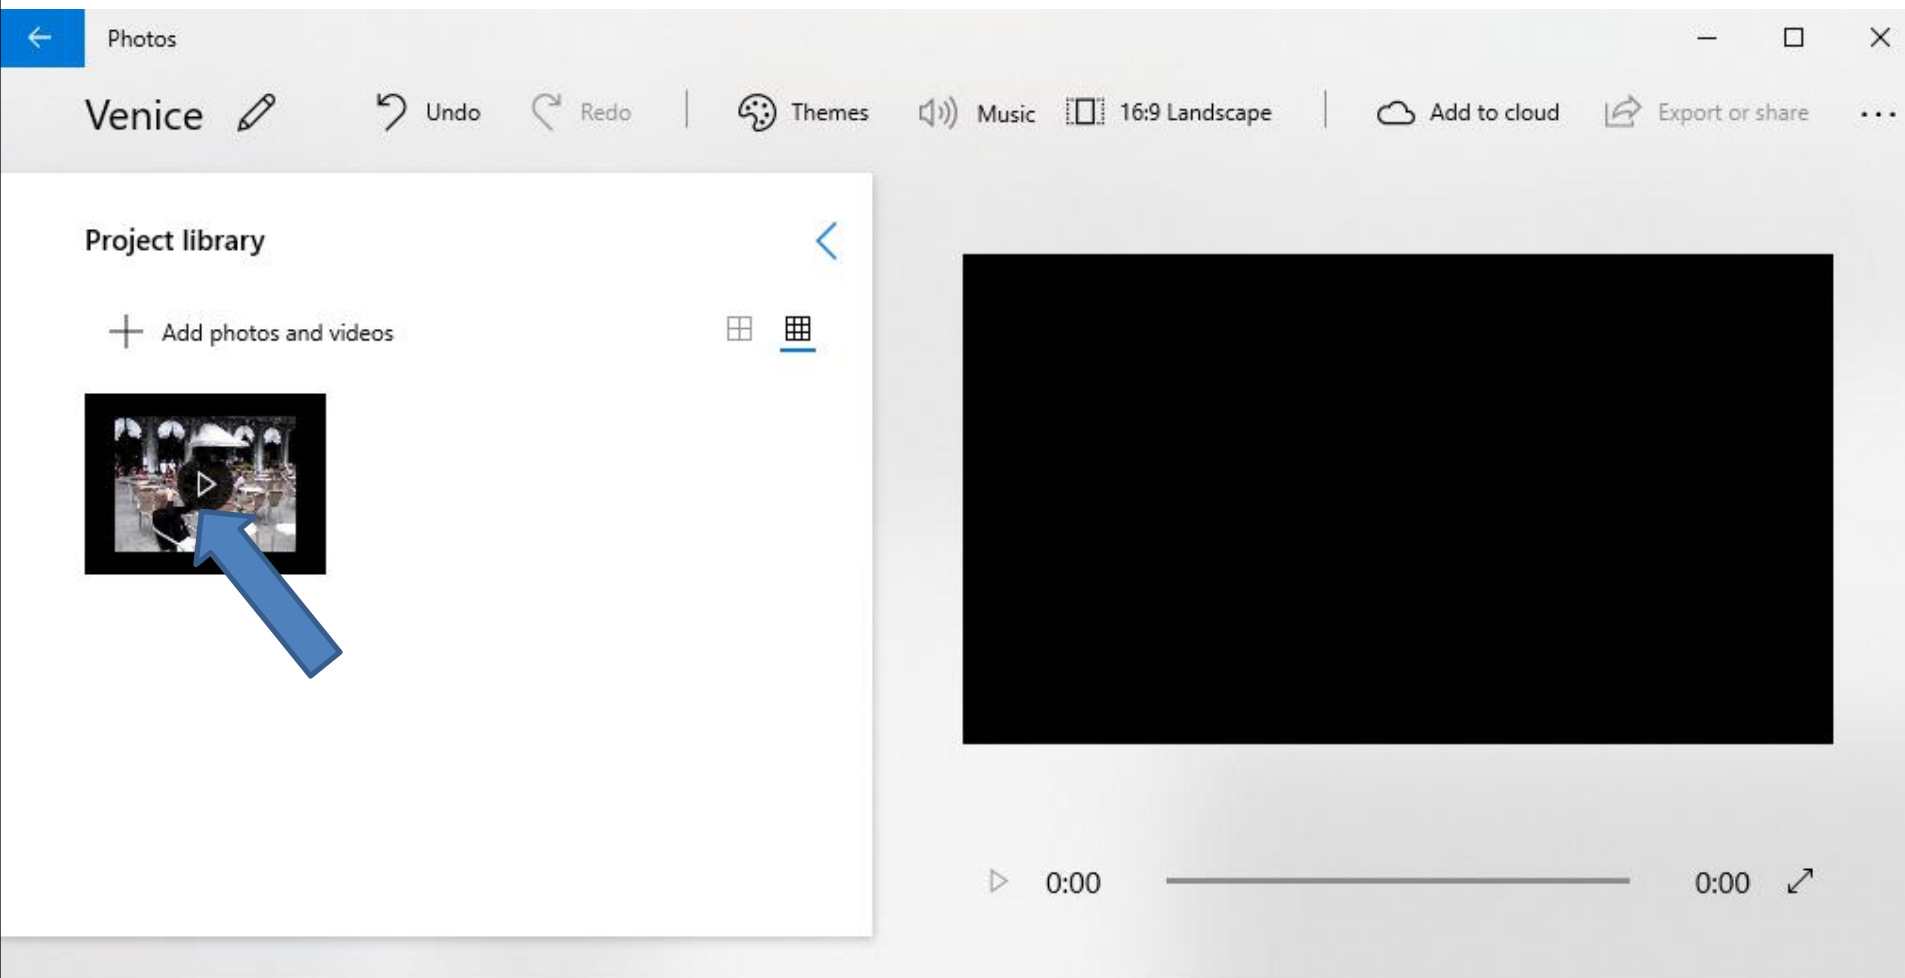 Photos
Venice Undo Redo Themes Music 16:9 Landscape Add to cloud Export or share
Project library
Add photos and videos
0:00 0:00